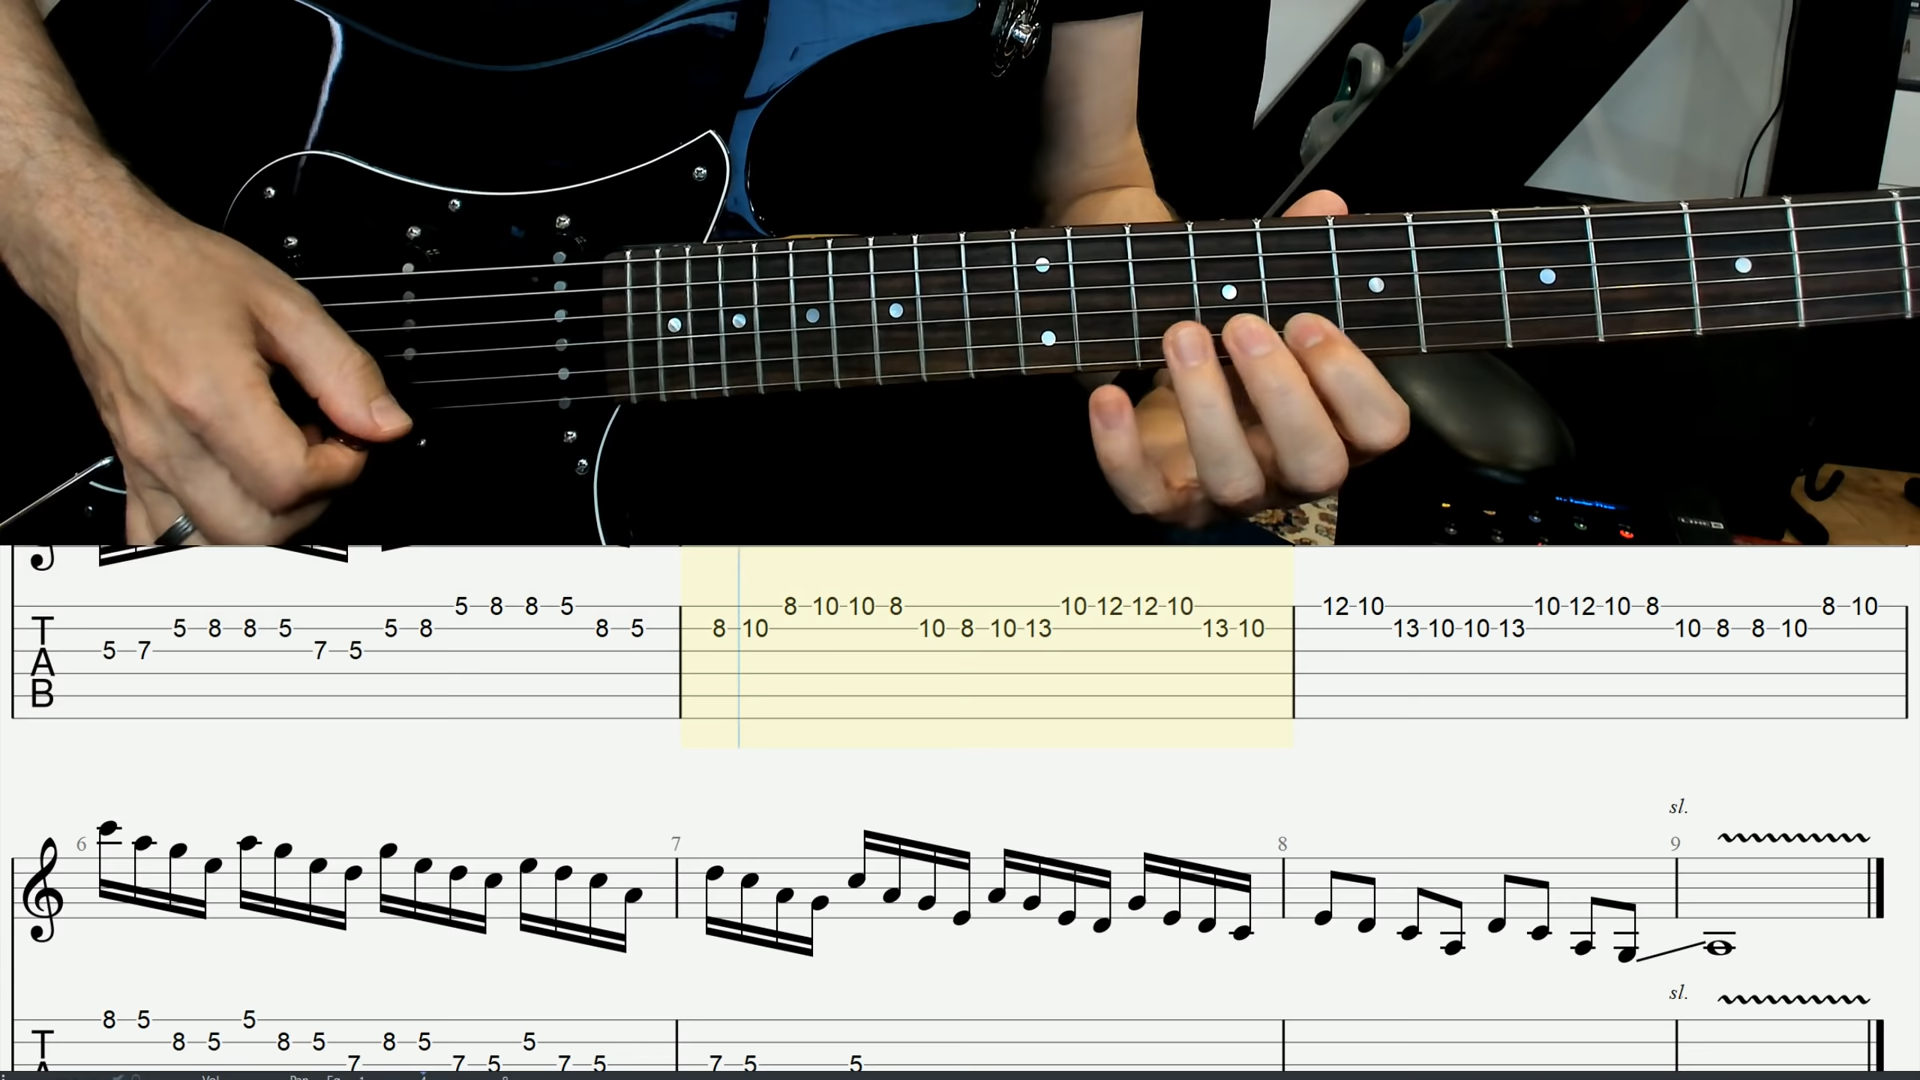 5 8 8 5 8 10 10 8 10 12 12 10 12 10 10 12 10 8 8 10
T 5 8 8 5 5 8 8 5 8 10 10 8 10 13 13 10 13 10 10 13 10 8 8 10
A 5 7 7 5
B
sl.
6 7 8 9
sl.
8 5 5
T 8 5 8 5 8 5 5
7 7 5 7 5 7 5 5